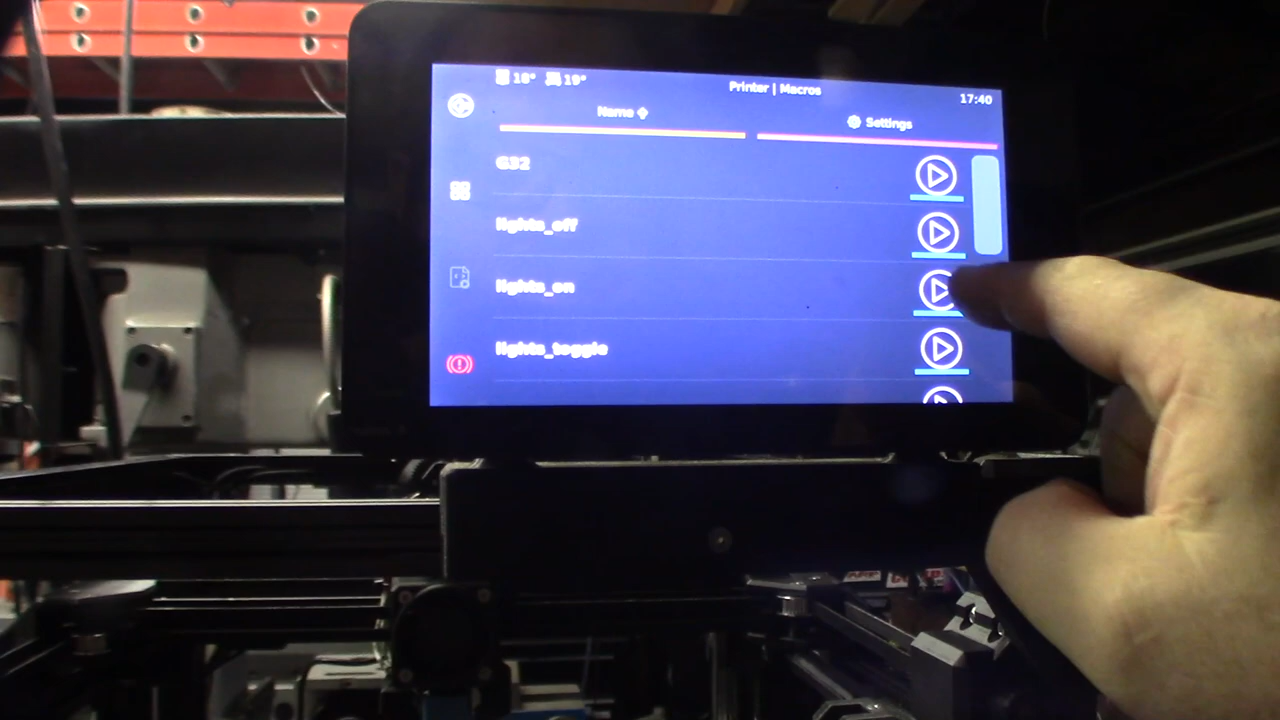 18° 19°
Printer | Macros
17:40
Name
Settings
G32
lights_off
lights_on
lights_toggle